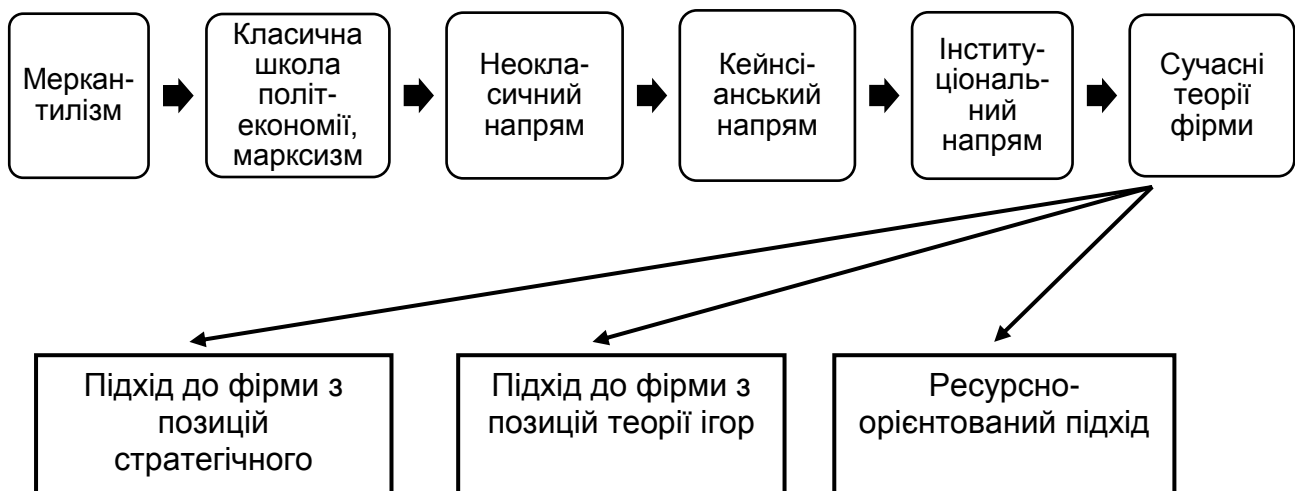 Меркан-
тилізм
Класична
школа
політ-
економії,
марксизм
Неокла-
сичний
напрям
Кейнсі-
анський
напрям
Інститу-
ціональ-
ний
напрям
Сучасні
теорії
фірми
Підхід до фірми з
позицій
стратегічного
Підхід до фірми з
позицій теорії ігор
Ресурсно-
орієнтований підхід